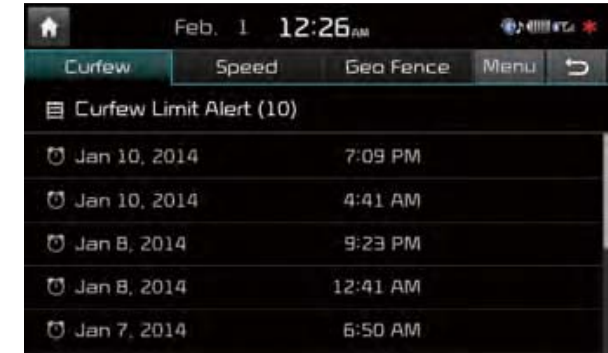 Feb. 1 12:26 AM
Curfew Speed Geo Fence Menu
Curfew Limit Alert (10)
Jan 10, 2014 7:09 PM
Jan 10, 2014 4:41 AM
Jan 8, 2014 9:23 PM
Jan 8, 2014 12:41 AM
Jan 7, 2014 6:50 AM